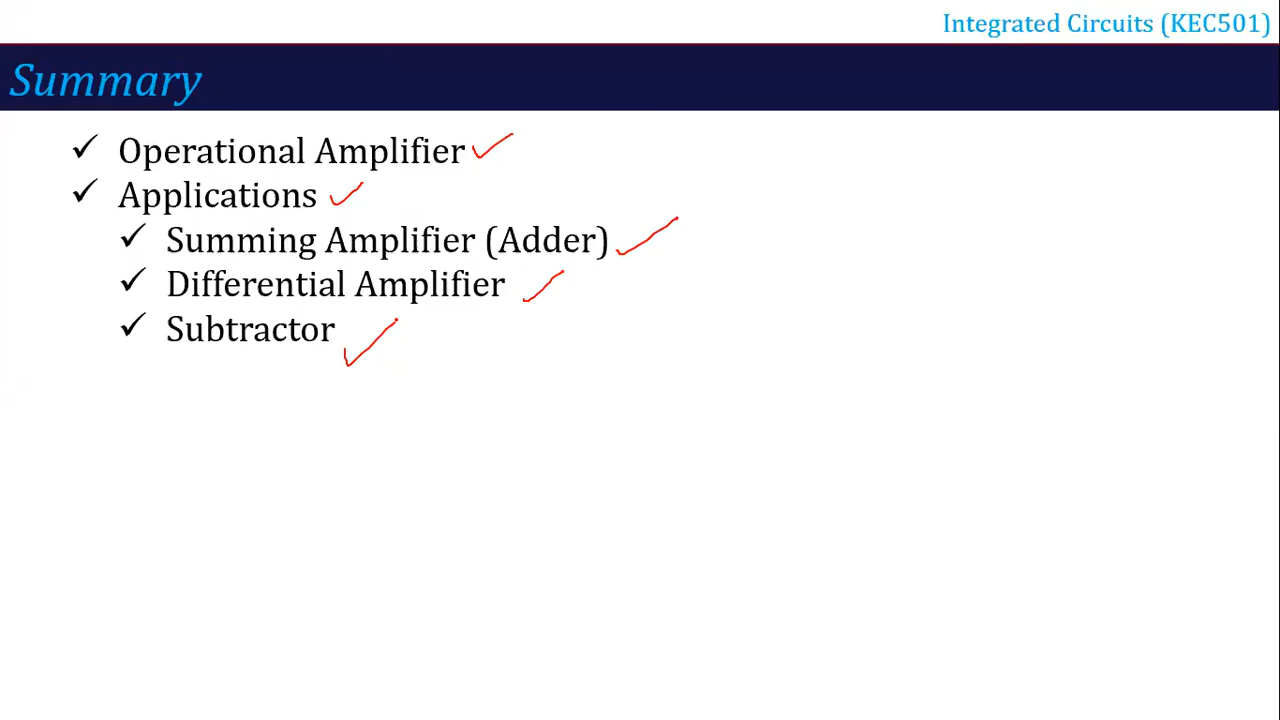 Integrated Circuits (KEC501)
Summary
✓ Operational Amplifier
✓ Applications
✓ Summing Amplifier (Adder)
✓ Differential Amplifier
✓ Subtractor